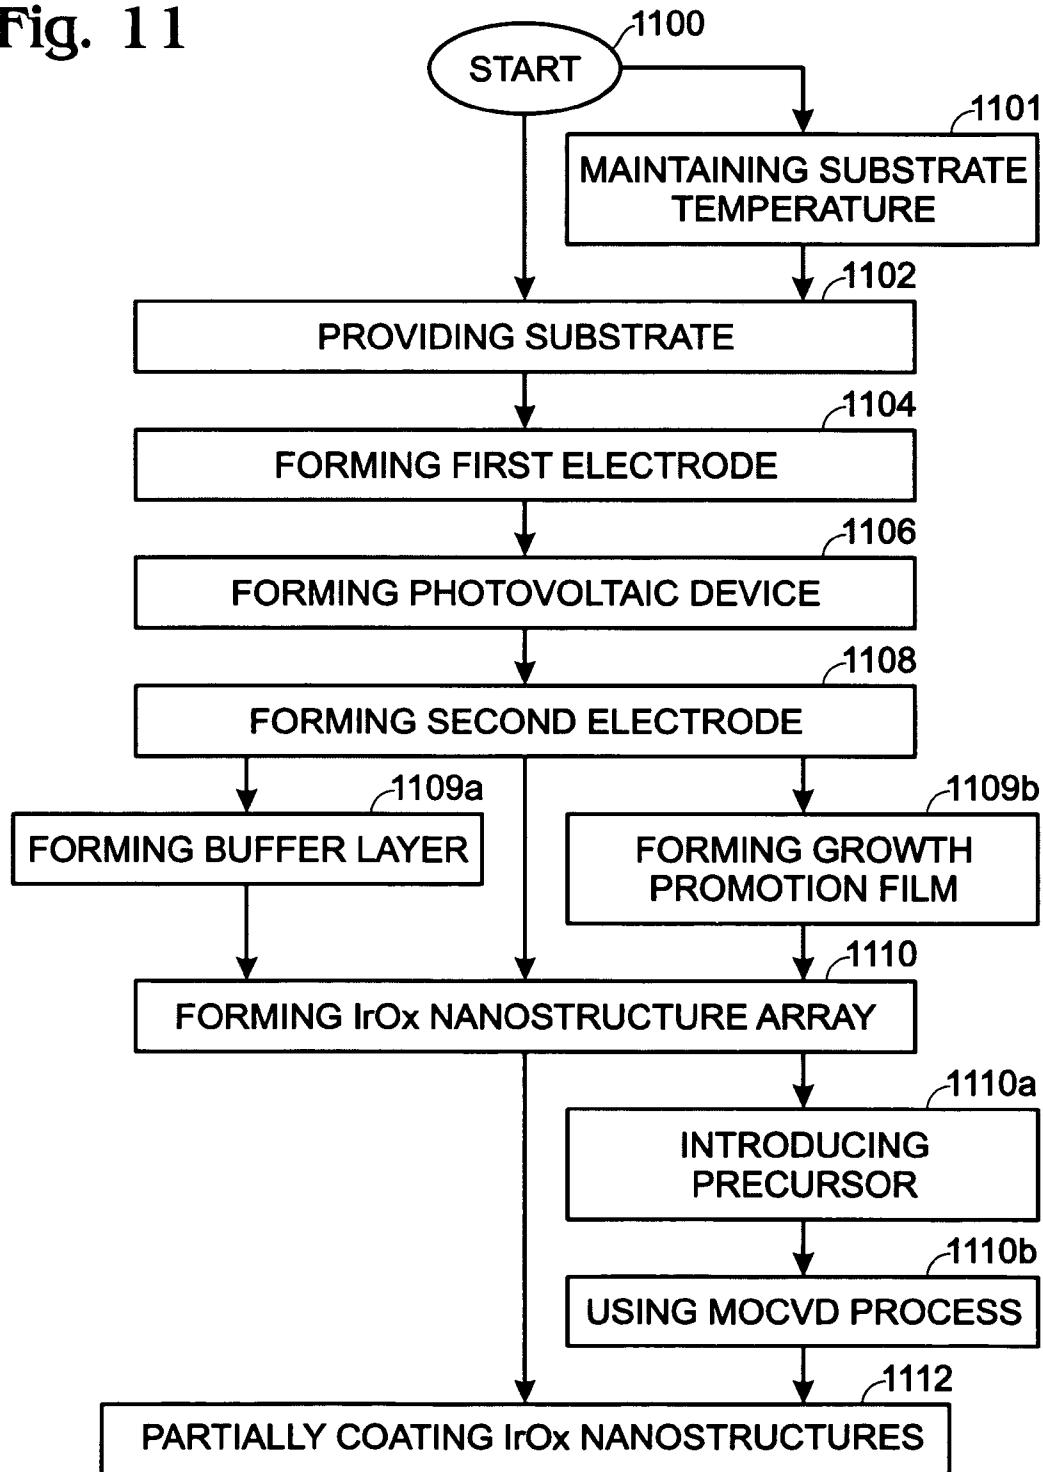 Fig. 11
1100
START
1101
MAINTAINING SUBSTRATE
TEMPERATURE
1102
PROVIDING SUBSTRATE
1104
FORMING FIRST ELECTRODE
1106
FORMING PHOTOVOLTAIC DEVICE
1108
FORMING SECOND ELECTRODE
1109a
FORMING BUFFER LAYER
1109b
FORMING GROWTH
PROMOTION FILM
1110
FORMING IrOx NANOSTRUCTURE ARRAY
1110a
INTRODUCING
PRECURSOR
1110b
USING MOCVD PROCESS
1112
PARTIALLY COATING IrOx NANOSTRUCTURES